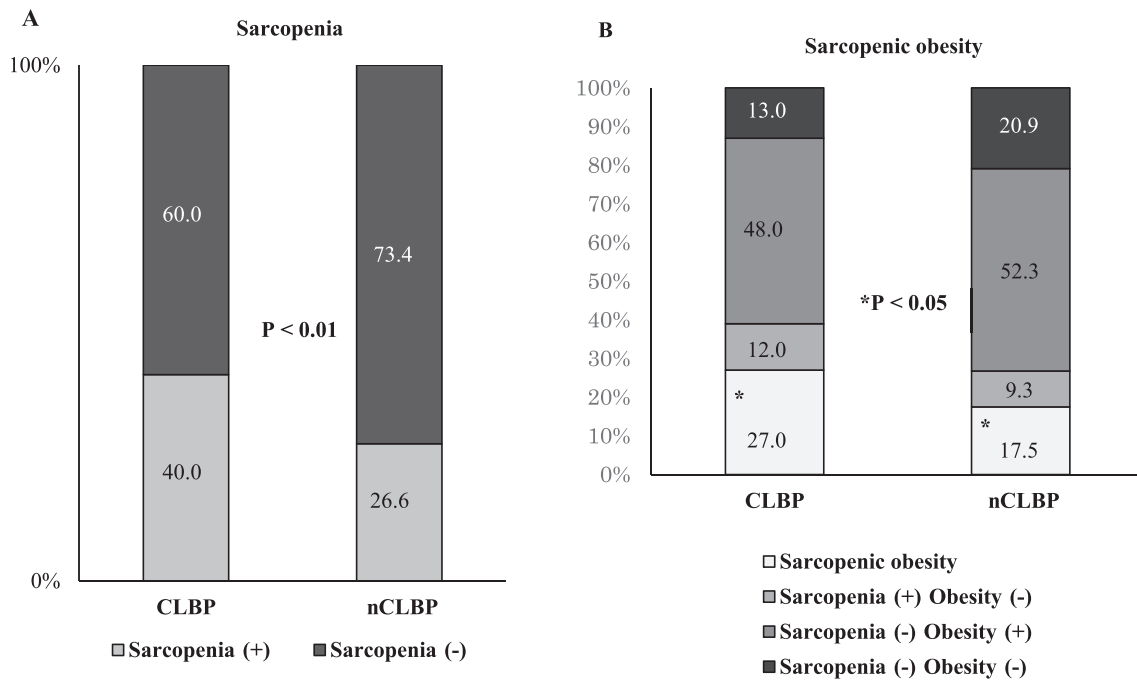 A
Sarcopenia
100%
60.0
73.4
P < 0.01
40.0
26.6
0%
CLBP nCLBP
Sarcopenia (+) Sarcopenia (-)
B
Sarcopenic obesity
100%
90%
80%
70%
60%
50%
40%
30%
20%
10%
0%
13.0
20.9
48.0
52.3
*P < 0.05
12.0
9.3
*
27.0
*
17.5
CLBP nCLBP
Sarcopenic obesity
Sarcopenia (+) Obesity (-)
Sarcopenia (-) Obesity (+)
Sarcopenia (-) Obesity (-)